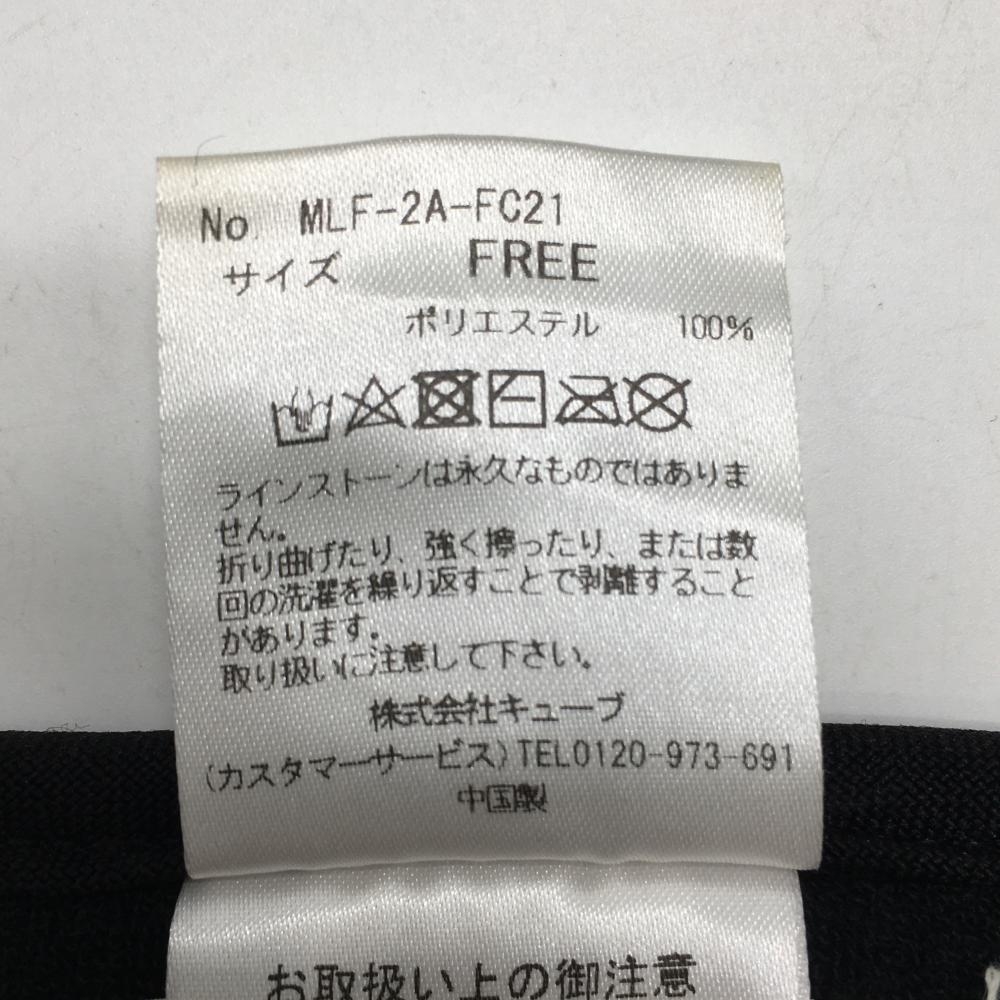 No. MLF-2A-FC21
サイズ FREE
ポリエステル 100%
ラインストーンは永久なものではありま
せん。
折り曲げたり、強く擦ったり、または数
回の洗濯を繰り返すことで剥離すること
があります。
取り扱いに注意して下さい。
株式会社キューブ
(カスタマーサービス)TEL0120-973-691
中国製
お取扱い上の御注意